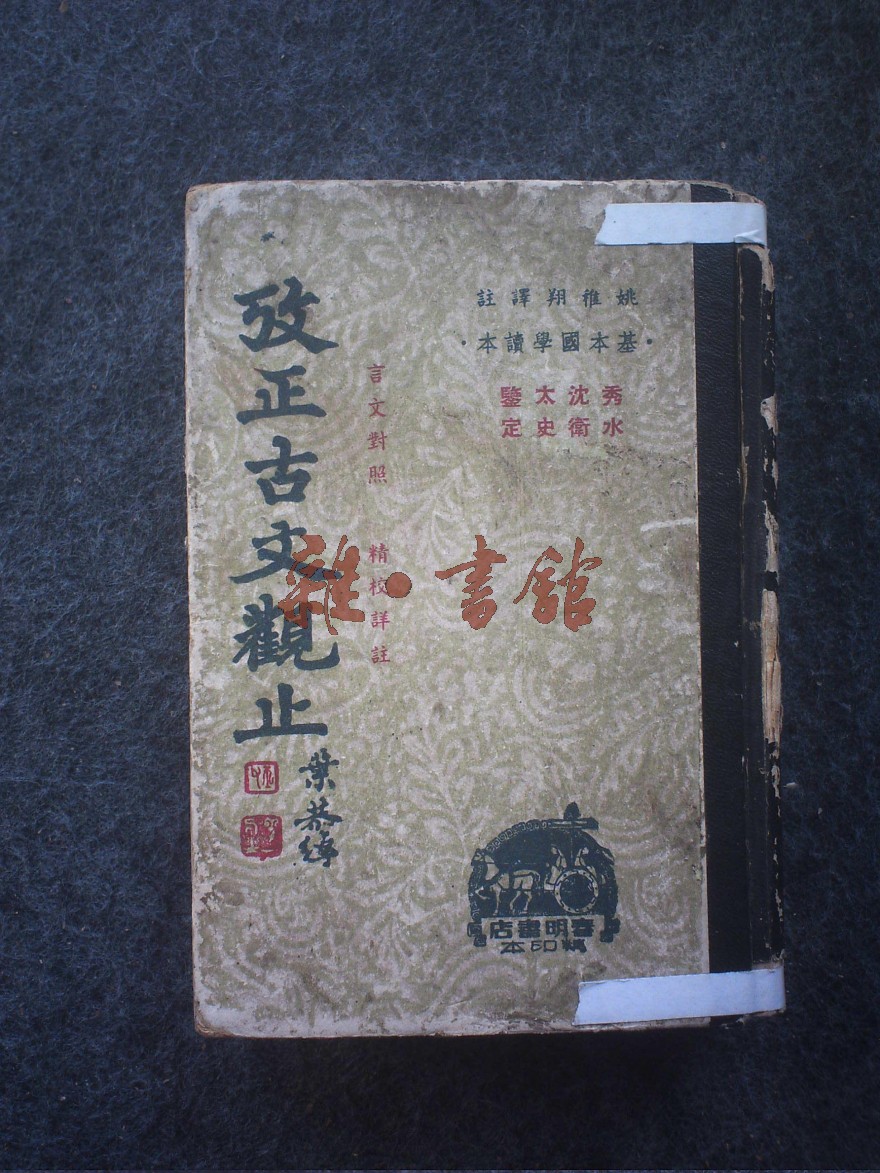 姚稚翔譯註
·基本國學讀本·
秀水
沈衛
太史
鑒定
言文對照 精校詳註
攷正古文觀止
葉恭綽
春明書店
精印本
雜·書館